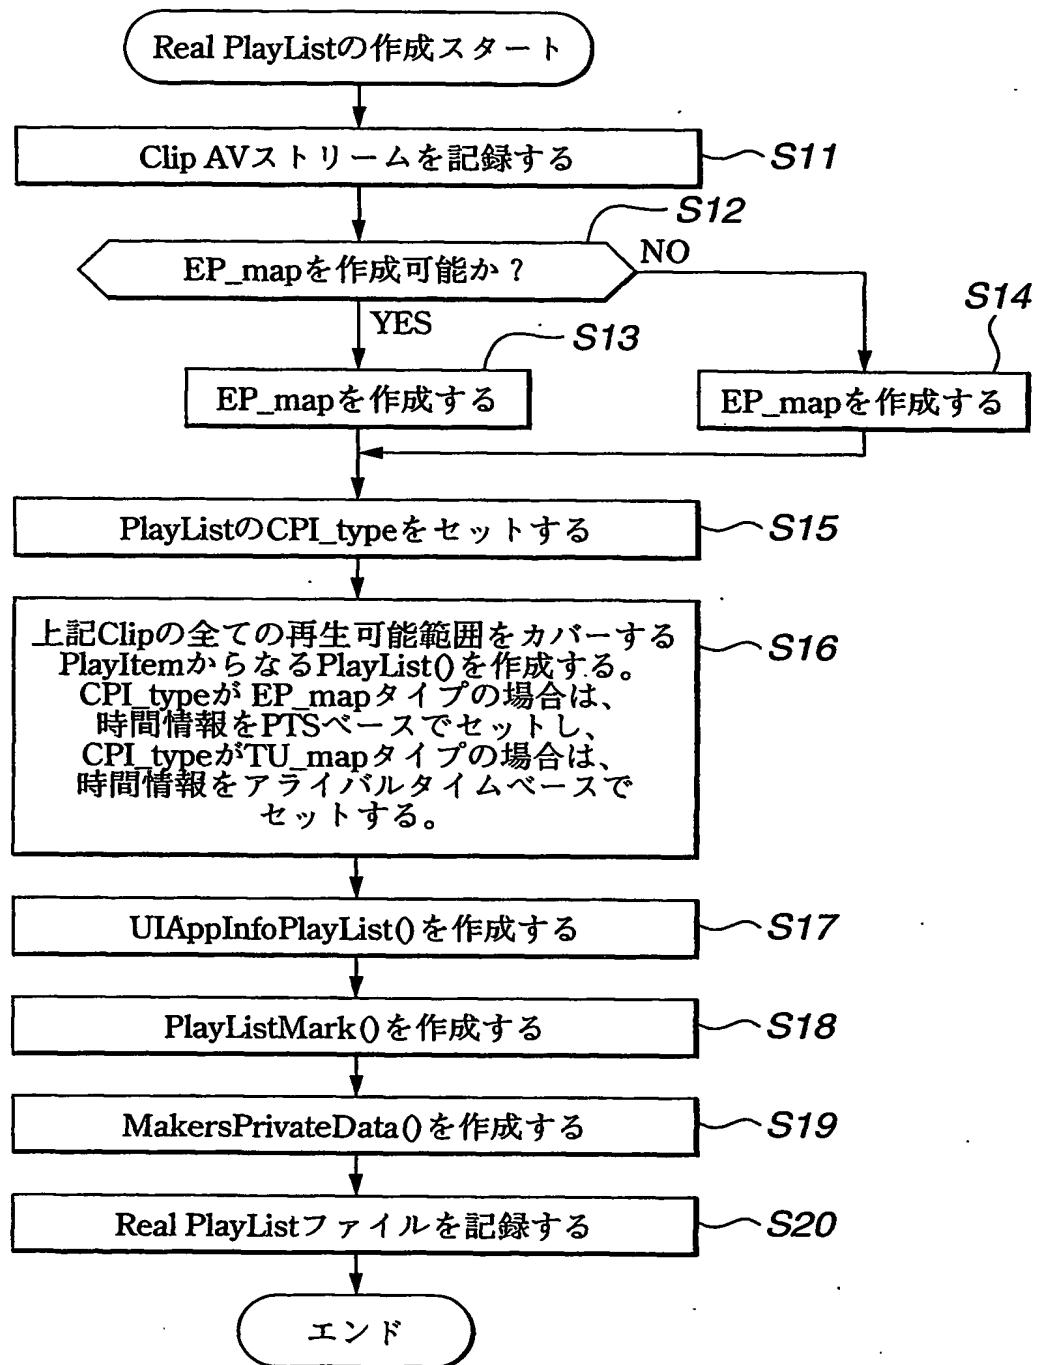 Real PlayListの作成スタート
Clip AVストリームを記録する
S11
S12
EP_mapを作成可能か?
NO
YES
S13
S14
EP_mapを作成する
EP_mapを作成する
PlayListのCPI_typeをセットする
S15
上記Clipの全ての再生可能範囲をカバーする
PlayItemからなるPlayList()を作成する。
CPI_typeが EP_mapタイプの場合は、
時間情報をPTSベースでセットし、
CPI_typeがTU_mapタイプの場合は、
時間情報をアライバルタイムベースで
セットする。
S16
UIAppInfoPlayList()を作成する
S17
PlayListMark()を作成する
S18
MakersPrivateData()を作成する
S19
Real PlayListファイルを記録する
S20
エンド